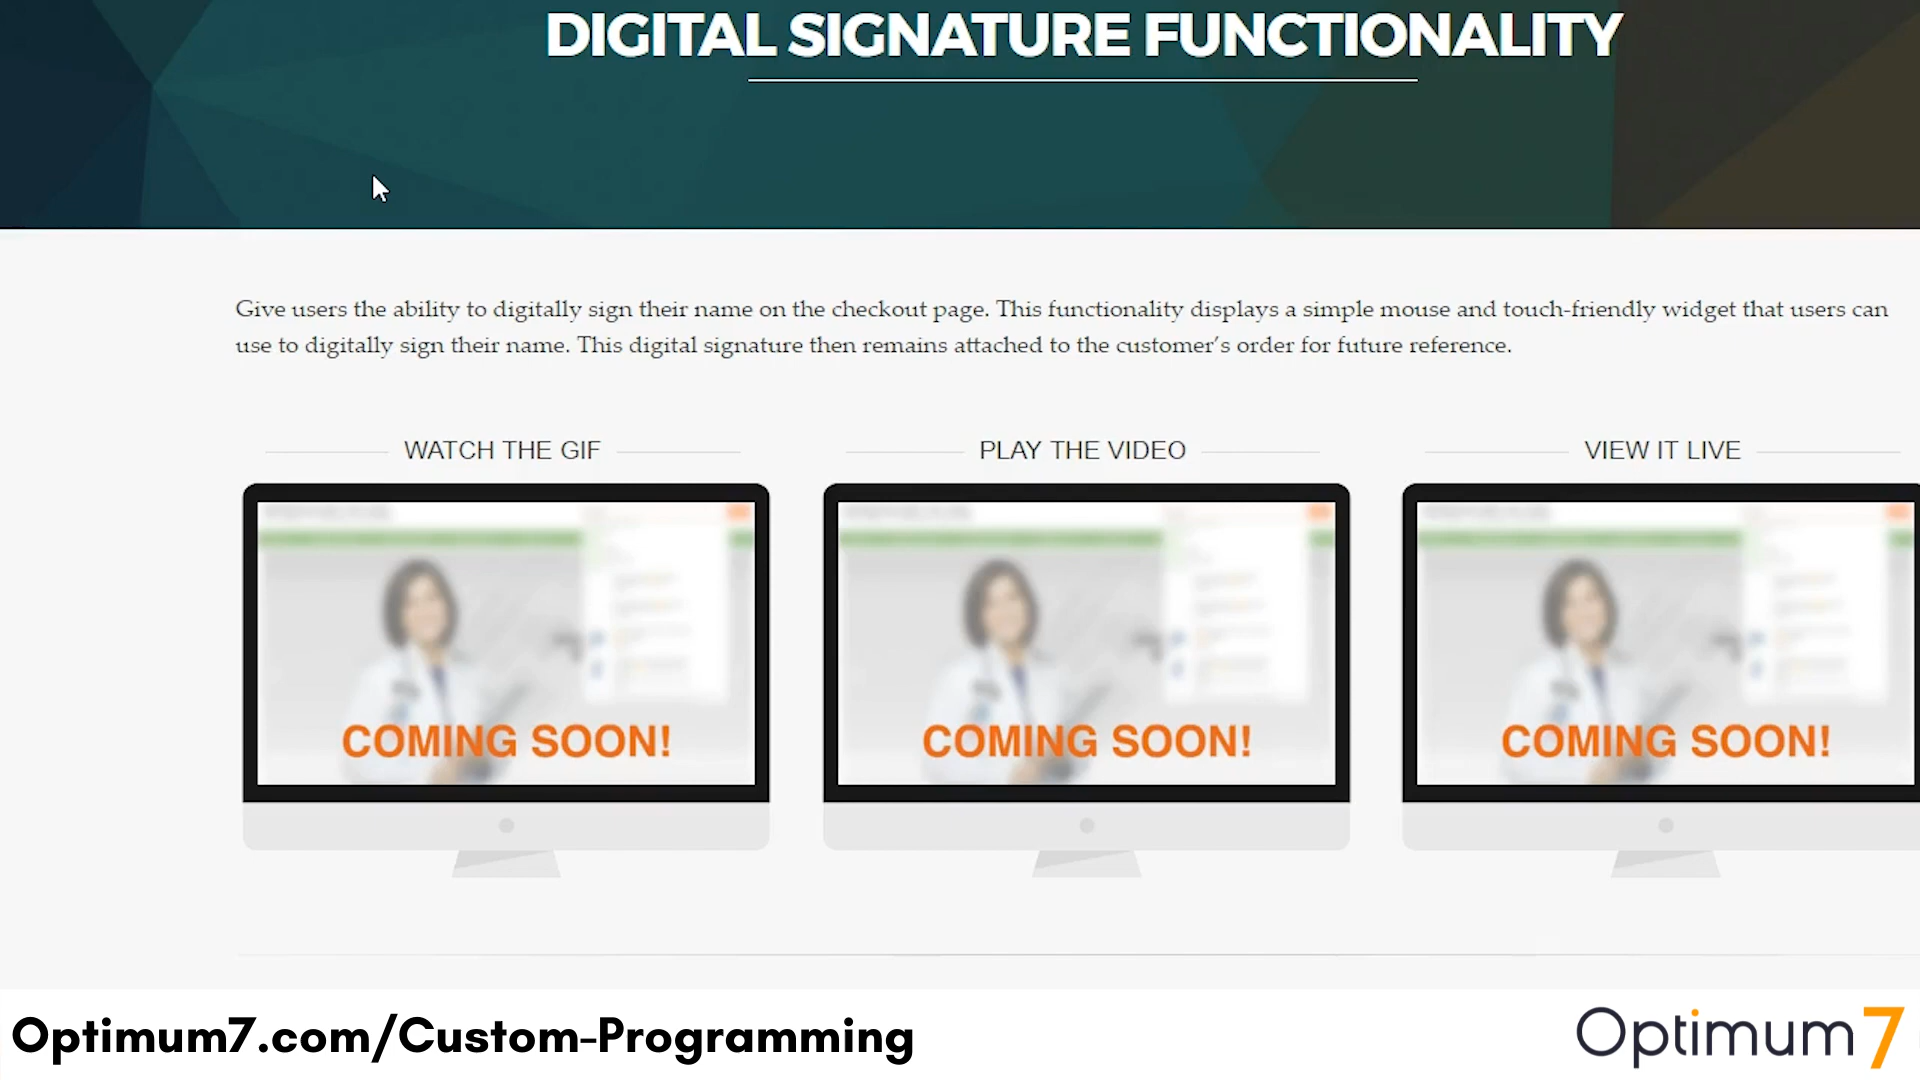 DIGITAL SIGNATURE FUNCTIONALITY
Give users the ability to digitally sign their name on the checkout page. This functionality displays a simple mouse and touch-friendly widget that users can
use to digitally sign their name. This digital signature then remains attached to the customer’s order for future reference.
WATCH THE GIF
PLAY THE VIDEO
VIEW IT LIVE
COMING SOON!
COMING SOON!
COMING SOON!
Optimum7.com/Custom-Programming
Optimum7